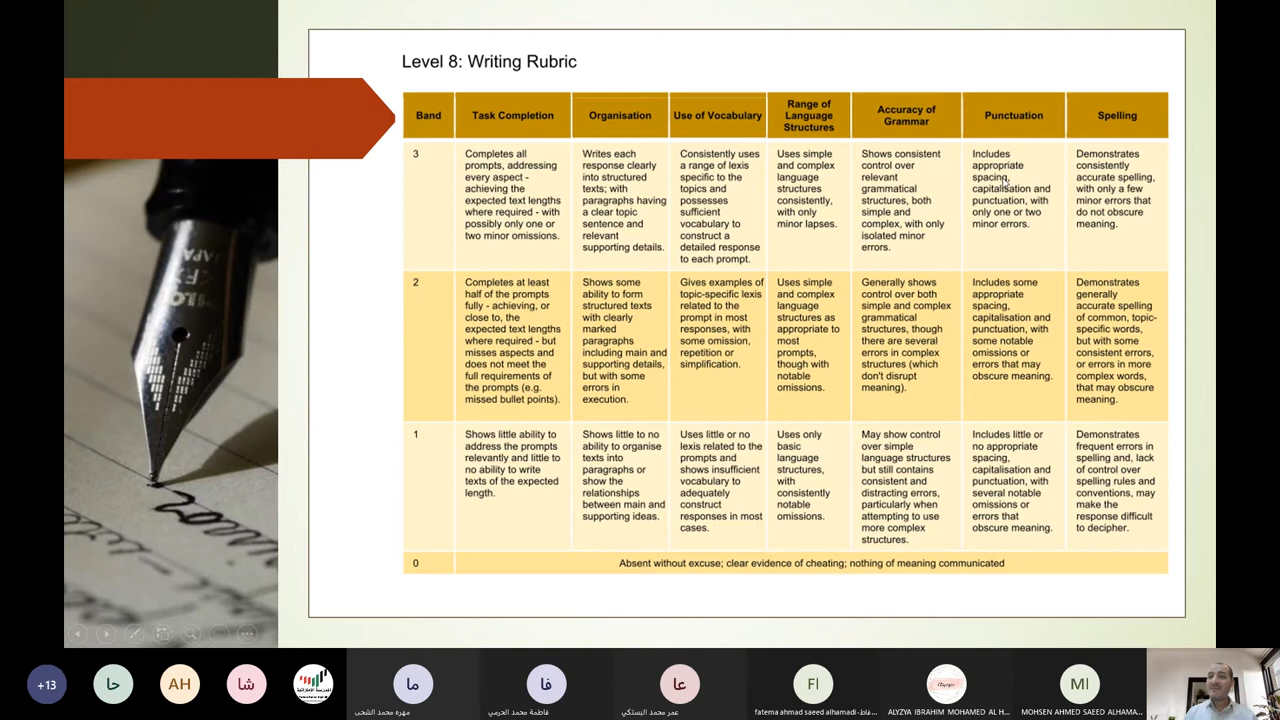 Level 8: Writing Rubric
Band
Task Completion
Organisation
Use of Vocabulary
Range of
Language
Structures
Accuracy of
Grammar
Punctuation
Spelling
3
Completes all
prompts, addressing
every aspect -
achieving the
expected text lengths
where required - with
possibly only one or
two minor omissions.
Writes each
response clearly
into structured
texts; with
paragraphs having
a clear topic
sentence and
relevant
supporting details.
Consistently uses
a range of lexis
specific to the
topics and
possesses
sufficient
vocabulary to
construct a
detailed response
to each prompt.
Uses simple
and complex
language
structures
consistently,
with only
minor lapses.
Shows consistent
control over
relevant
grammatical
structures, both
simple and
complex, with only
isolated minor
errors.
Includes
appropriate
spacing,
capitalisation and
punctuation, with
only one or two
minor errors.
Demonstrates
consistently
accurate spelling,
with only a few
minor errors that
do not obscure
meaning.
2
Completes at least
half of the prompts
fully - achieving, or
close to, the
expected text lengths
where required - but
misses aspects and
does not meet the
full requirements of
the prompts (e.g.
missed bullet points).
Shows some
ability to form
structured texts
with clearly
marked
paragraphs
including main and
supporting details,
but with some
errors in
execution.
Gives examples of
topic-specific lexis
related to the
prompt in most
responses, with
some omission,
repetition or
simplification.
Uses simple
and complex
language
structures as
appropriate to
most
prompts,
though with
notable
omissions.
Generally shows
control over both
simple and complex
grammatical
structures, though
there are several
errors in complex
structures (which
don't disrupt
meaning).
Includes some
appropriate
spacing,
capitalisation and
punctuation, with
some notable
omissions or
errors that may
obscure meaning.
Demonstrates
generally
accurate spelling
of common, topic-
specific words,
but with some
consistent errors,
or errors in more
complex words,
that may obscure
meaning.
1
Shows little ability to
address the prompts
relevantly and little to
no ability to write
texts of the expected
length.
Shows little to no
ability to organise
texts into
paragraphs or
show the
relationships
between main and
supporting ideas.
Uses little or no
lexis related to the
prompts and
shows insufficient
vocabulary to
adequately
construct
responses in most
cases.
Uses only
basic
language
structures,
with
consistently
notable
omissions.
May show control
over simple
language structures
but still contains
consistent and
distracting errors,
particularly when
attempting to use
more complex
structures.
Includes little or
no appropriate
spacing,
capitalisation and
punctuation, with
several notable
omissions or
errors that
obscure meaning.
Demonstrates
frequent errors in
spelling and, lack
of control over
spelling rules and
conventions, may
make the
response difficult
to decipher.
0
Absent without excuse; clear evidence of cheating; nothing of meaning communicated
+13
حا
AH
شا
ما
مهره محمد الشحي
فا
فاطمة محمد الحرمي
عا
عمر محمد البستكي
FI
fatema ahmad saeed alhamadi-فاط...
ALYZYA IBRAHIM MOHAMED AL H...
MI
MOHSEN AHMED SAEED ALHAMA...